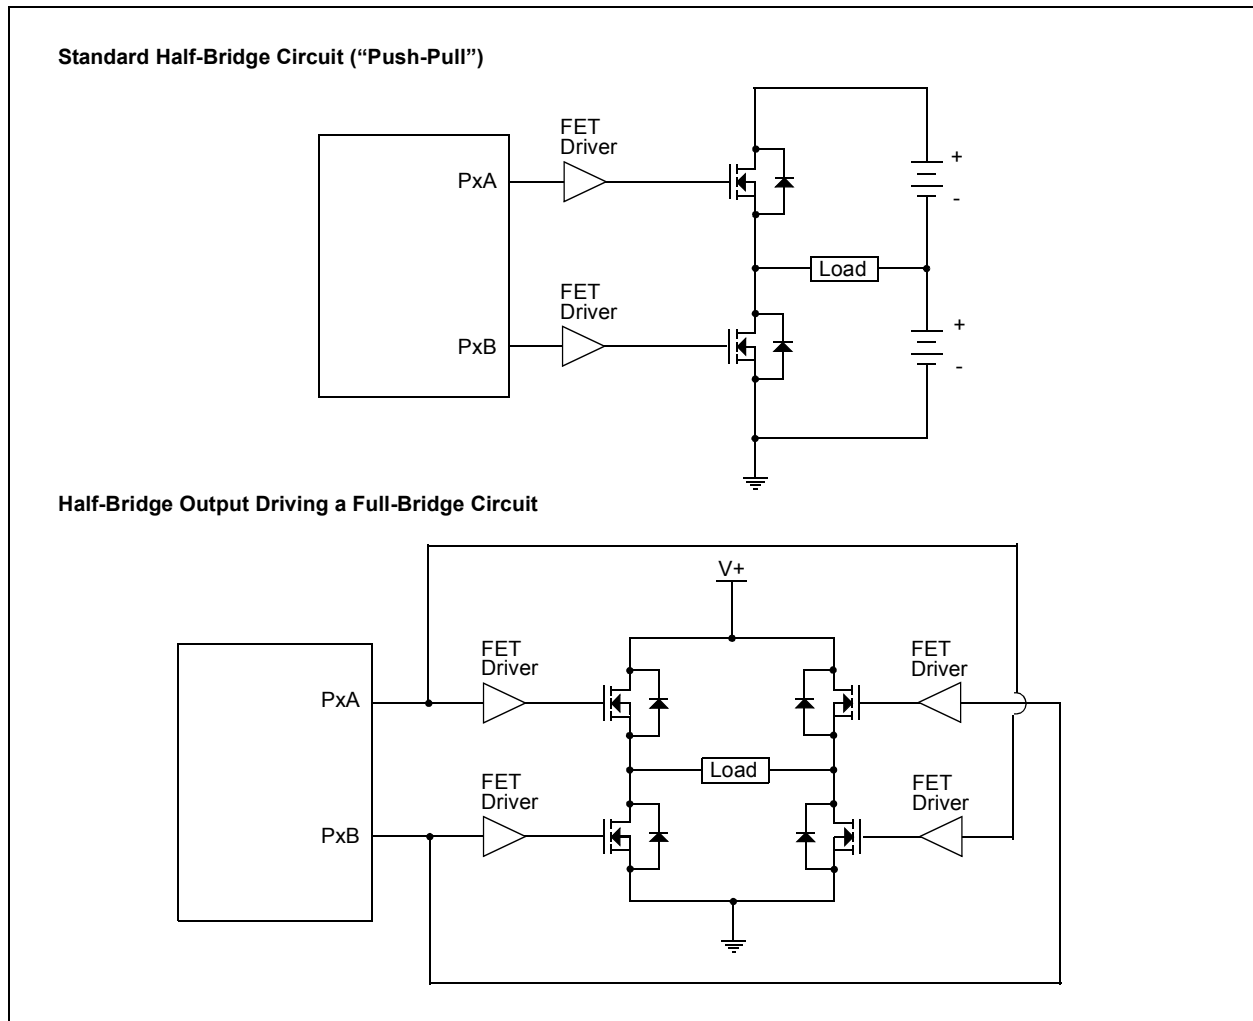 Standard Half-Bridge Circuit (“Push-Pull”)
FET
Driver
PxA
+
-
Load
FET
Driver
PxB
+
-
Half-Bridge Output Driving a Full-Bridge Circuit
V+
FET
Driver
FET
Driver
PxA
Load
FET
Driver
FET
Driver
PxB